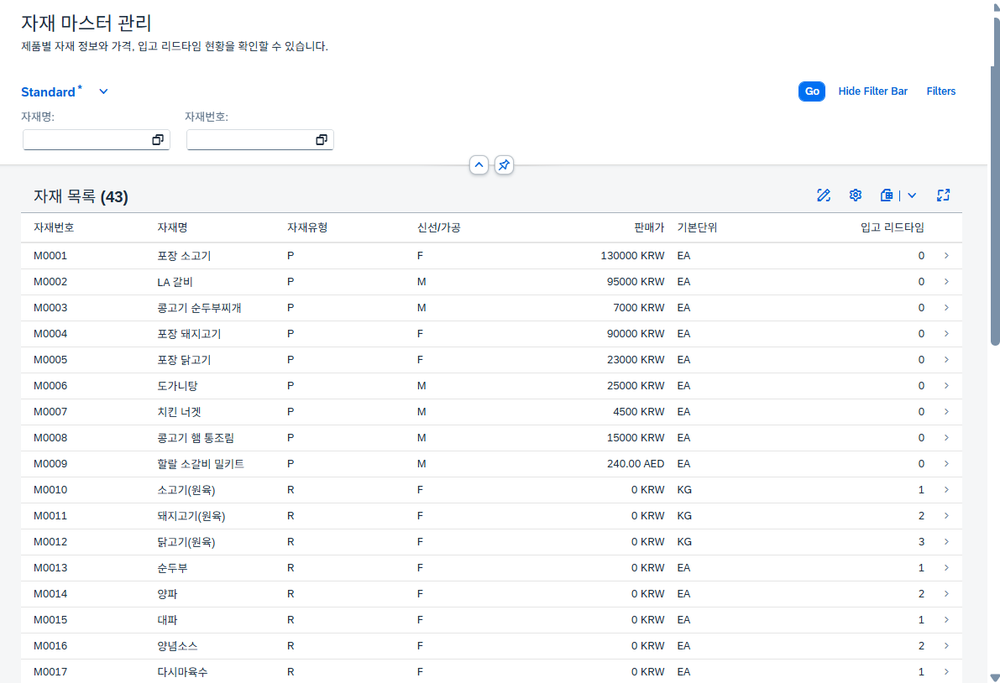 자재 마스터 관리
제품별 자재 정보와 가격, 입고 리드타임 현황을 확인할 수 있습니다.
Standard* Go Hide Filter Bar Filters
자재명: 자재번호:
자재 목록 (43)
자재번호 자재명 자재유형 신선/가공 판매가 기본단위 입고 리드타임
M0001 포장 소고기 P F 130000 KRW EA 0
M0002 LA 갈비 P M 95000 KRW EA 0
M0003 콩고기 순두부찌개 P M 7000 KRW EA 0
M0004 포장 돼지고기 P F 90000 KRW EA 0
M0005 포장 닭고기 P F 23000 KRW EA 0
M0006 도가니탕 P M 25000 KRW EA 0
M0007 치킨 너겟 P M 4500 KRW EA 0
M0008 콩고기 햄 통조림 P M 15000 KRW EA 0
M0009 할랄 소갈비 밀키트 P M 240.00 AED EA 0
M0010 소고기(원육) R F 0 KRW KG 1
M0011 돼지고기(원육) R F 0 KRW KG 2
M0012 닭고기(원육) R F 0 KRW KG 3
M0013 순두부 R F 0 KRW EA 1
M0014 양파 R F 0 KRW EA 2
M0015 대파 R F 0 KRW EA 1
M0016 양념소스 R F 0 KRW EA 2
M0017 다시마육수 R F 0 KRW EA 1